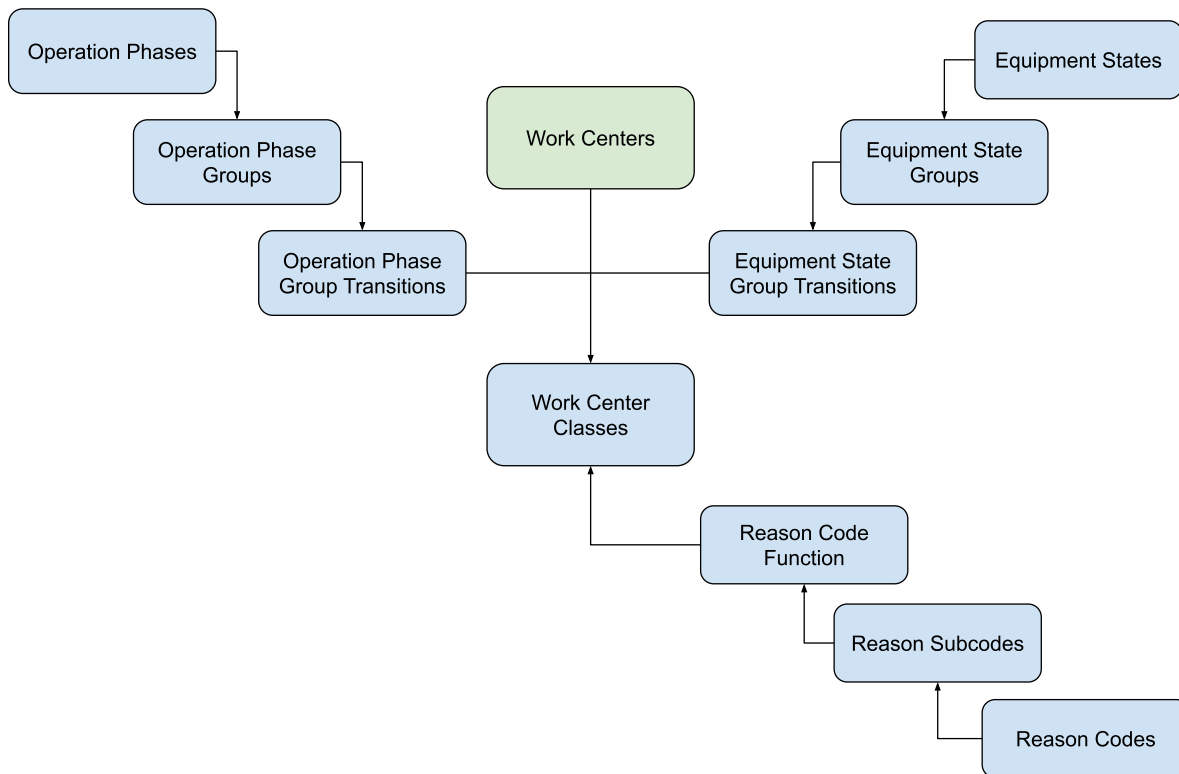 Operation Phases
Equipment States
Work Centers
Operation Phase
Groups
Equipment State
Groups
Operation Phase
Group Transitions
Equipment State
Group Transitions
Work Center
Classes
Reason Code
Function
Reason Subcodes
Reason Codes